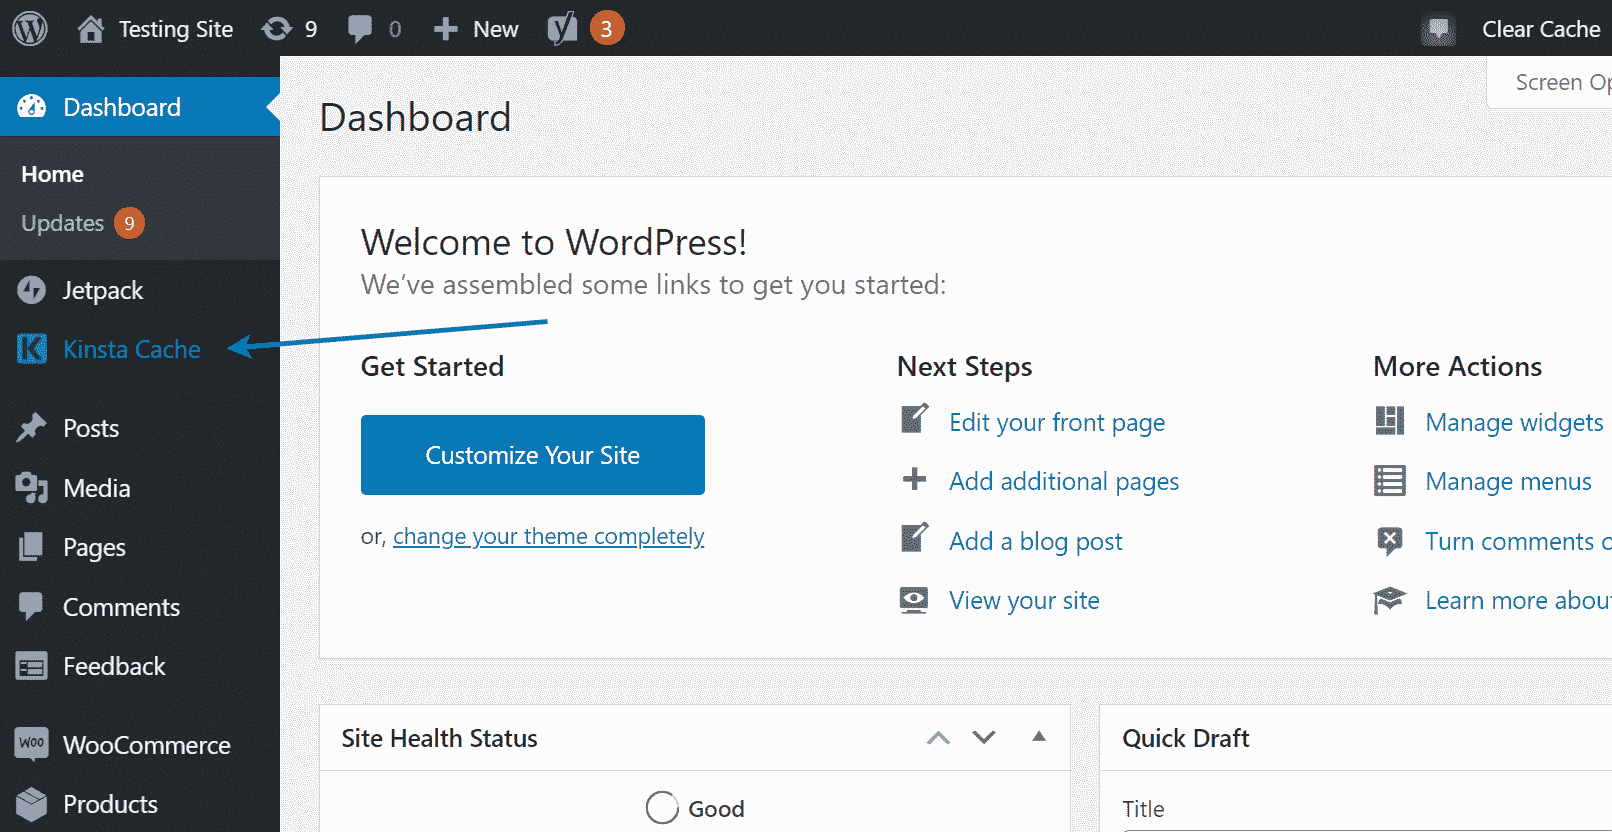 Testing Site 9 0 New 3 Clear Cache
Screen Op
Dashboard
Home
Updates 9
Jetpack
Kinsta Cache
Posts
Media
Pages
Comments
Feedback
WOO WooCommerce
Products
Dashboard
Welcome to WordPress!
We've assembled some links to get you started:
Get Started
Customize Your Site
or, change your theme completely
Next Steps
Edit your front page
Add additional pages
Add a blog post
View your site
More Actions
Manage widgets
Manage menus
Turn comments o
Learn more abou
Site Health Status
Good
Quick Draft
Title